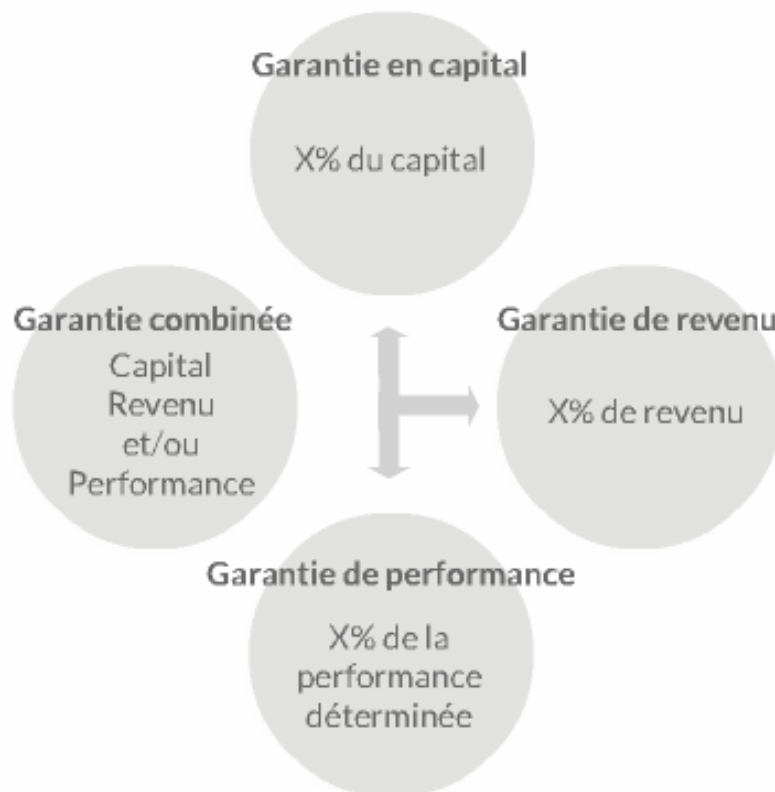 Garantie en capital
X% du capital
Garantie combinée
Capital
Revenu
et/ou
Performance
Garantie de revenu
X% de revenu
Garantie de performance
X% de la
performance
déterminée